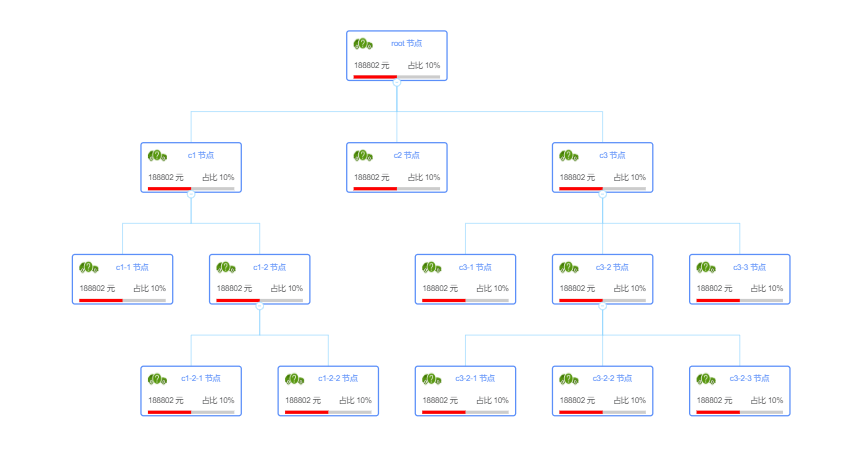 root 节点
188802 元 占比 10%
c1 节点
188802 元 占比 10%
c2 节点
188802 元 占比 10%
c3 节点
188802 元 占比 10%
c1-1 节点
188802 元 占比 10%
c1-2 节点
188802 元 占比 10%
c3-1 节点
188802 元 占比 10%
c3-2 节点
188802 元 占比 10%
c3-3 节点
188802 元 占比 10%
c1-2-1 节点
188802 元 占比 10%
c1-2-2 节点
188802 元 占比 10%
c3-2-1 节点
188802 元 占比 10%
c3-2-2 节点
188802 元 占比 10%
c3-2-3 节点
188802 元 占比 10%